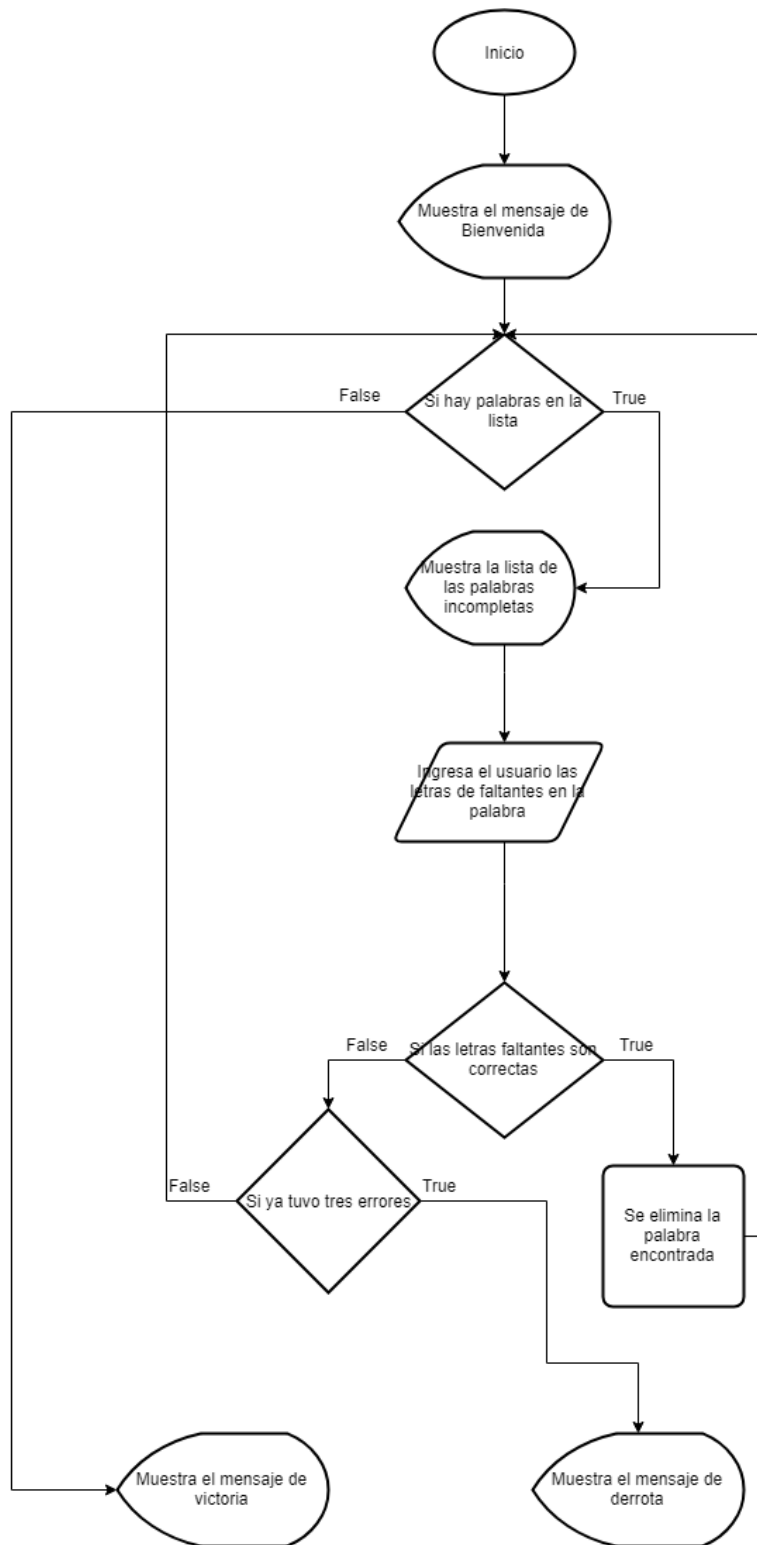 Inicio
Muestra el mensaje de
Bienvenida
False
Si hay palabras en la
lista
True
Muestra la lista de
las palabras
incompletas
Ingresa el usuario las
letras de faltantes en la
palabra
False
Si las letras faltantes son
correctas
True
False
Si ya tuvo tres errores
True
Se elimina la
palabra
encontrada
Muestra el mensaje de
victoria
Muestra el mensaje de
derrota